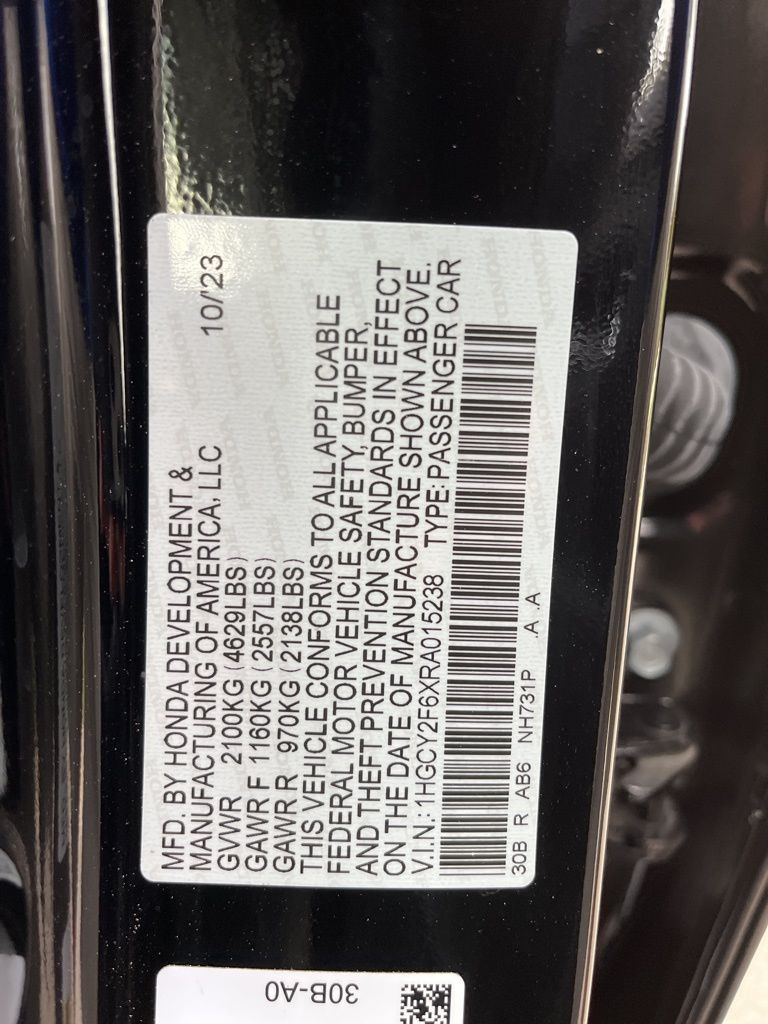 MFD. BY HONDA DEVELOPMENT &
MANUFACTURING OF AMERICA, LLC 10/'23
GVWR 2100KG (4629LBS)
GAWR F 1160KG (2557LBS)
GAWR R 970KG (2138LBS)
THIS VEHICLE CONFORMS TO ALL APPLICABLE
FEDERAL MOTOR VEHICLE SAFETY, BUMPER,
AND THEFT PREVENTION STANDARDS IN EFFECT
ON THE DATE OF MANUFACTURE SHOWN ABOVE.
V.I.N.: 1HGCY2F6XRA015238 TYPE: PASSENGER CAR
30B R AB6 NH731P .A .A
30B-A0